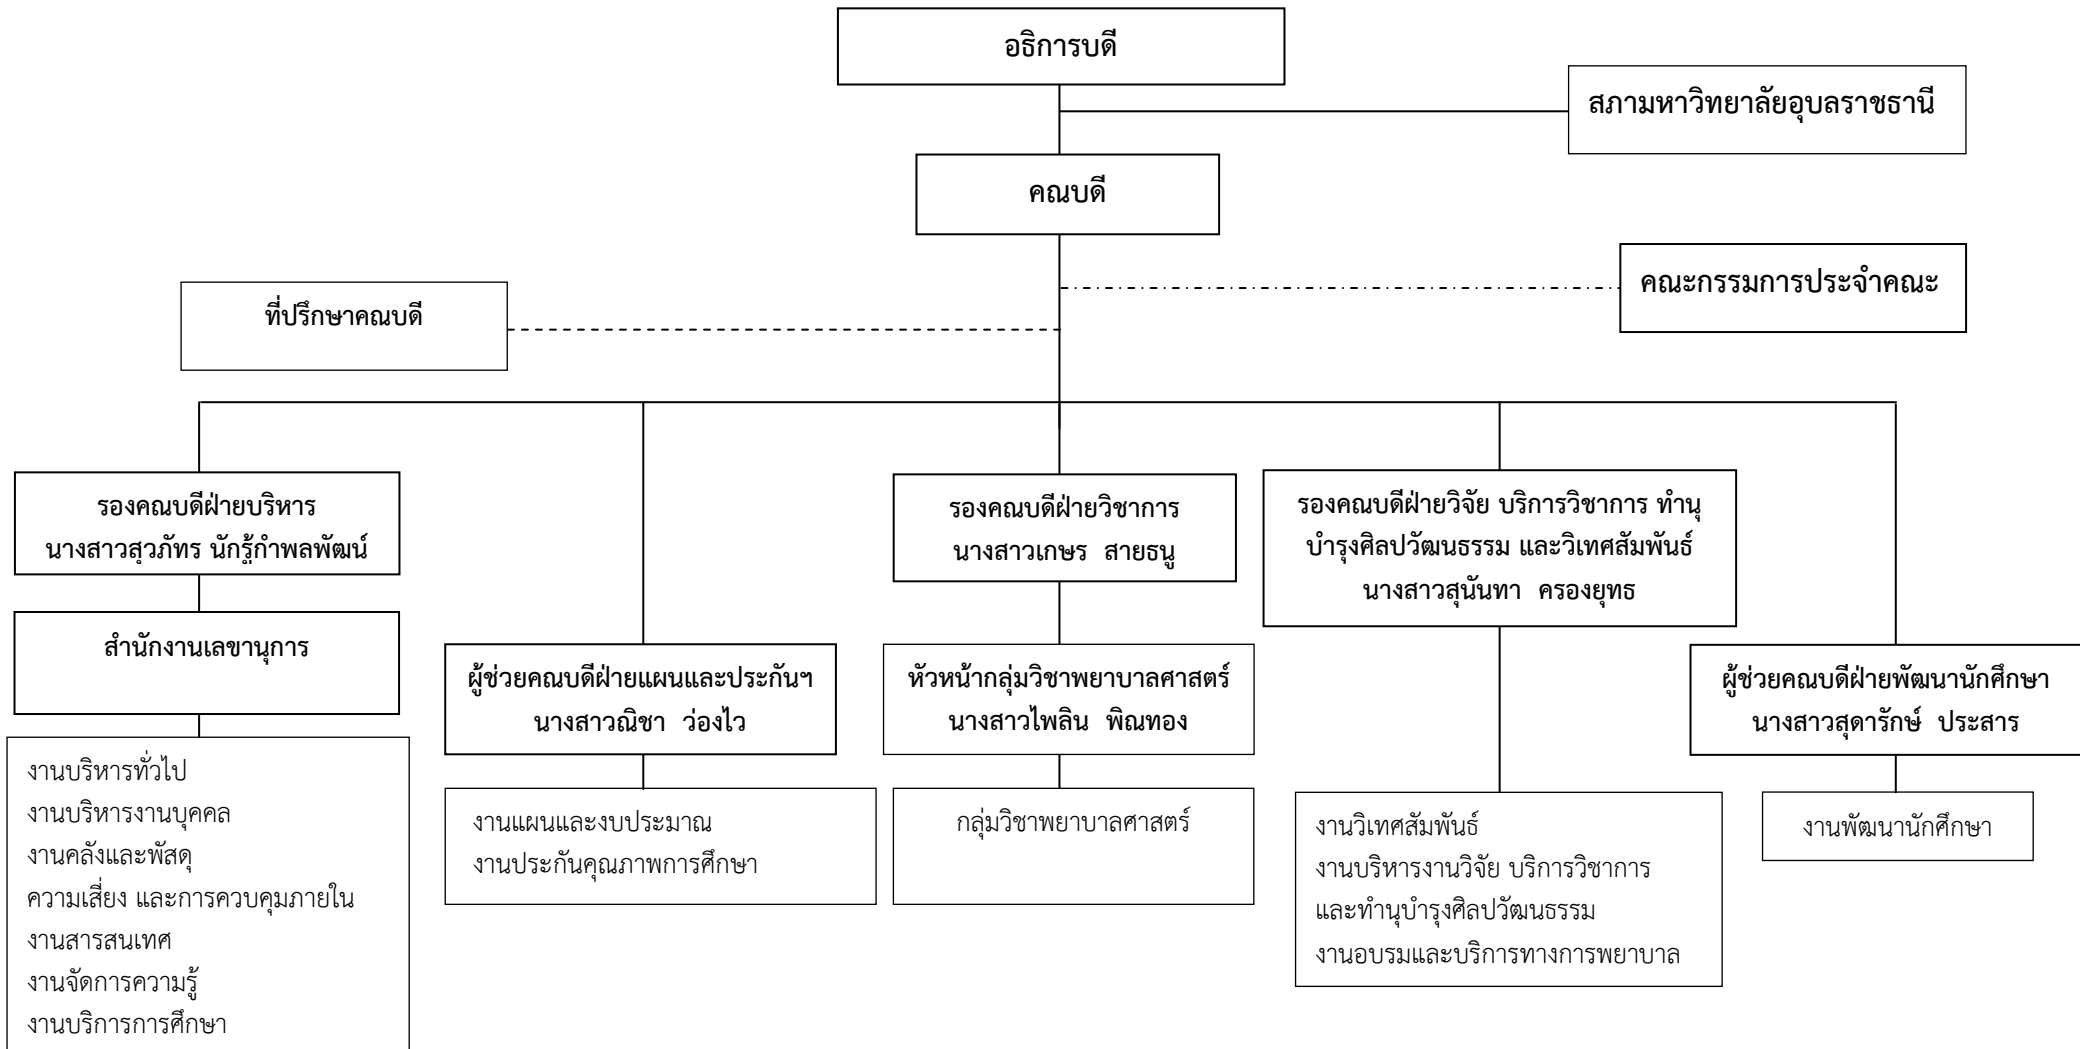 อธิการบดี
สภามหาวิทยาลัยอุบลราชธานี
คณบดี
คณะกรรมการประจำคณะ
ที่ปรึกษาคณบดี
รองคณบดีฝ่ายบริหาร
นางสาวสุวภัทร นักรู้กำพลพัฒน์
สำนักงานเลขานุการ
งานบริหารทั่วไป
งานบริหารงานบุคคล
งานคลังและพัสดุ
ความเสี่ยง และการควบคุมภายใน
งานสารสนเทศ
งานจัดการความรู้
งานบริการการศึกษา
ผู้ช่วยคณบดีฝ่ายแผนและประกันฯ
นางสาวณิชา ว่องไว
งานแผนและงบประมาณ
งานประกันคุณภาพการศึกษา
รองคณบดีฝ่ายวิชาการ
นางสาวเกษร สายธนู
หัวหน้ากลุ่มวิชาพยาบาลศาสตร์
นางสาวไพลิน พิณทอง
กลุ่มวิชาพยาบาลศาสตร์
รองคณบดีฝ่ายวิจัย บริการวิชาการ ทำนุ
บำรุงศิลปวัฒนธรรม และวิเทศสัมพันธ์
นางสาวสุนันทา ครองยุทธ
งานวิเทศสัมพันธ์
งานบริหารงานวิจัย บริการวิชาการ
และทำนุบำรุงศิลปวัฒนธรรม
งานอบรมและบริการทางการพยาบาล
ผู้ช่วยคณบดีฝ่ายพัฒนานักศึกษา
นางสาวสุดารักษ์ ประสาร
งานพัฒนานักศึกษา